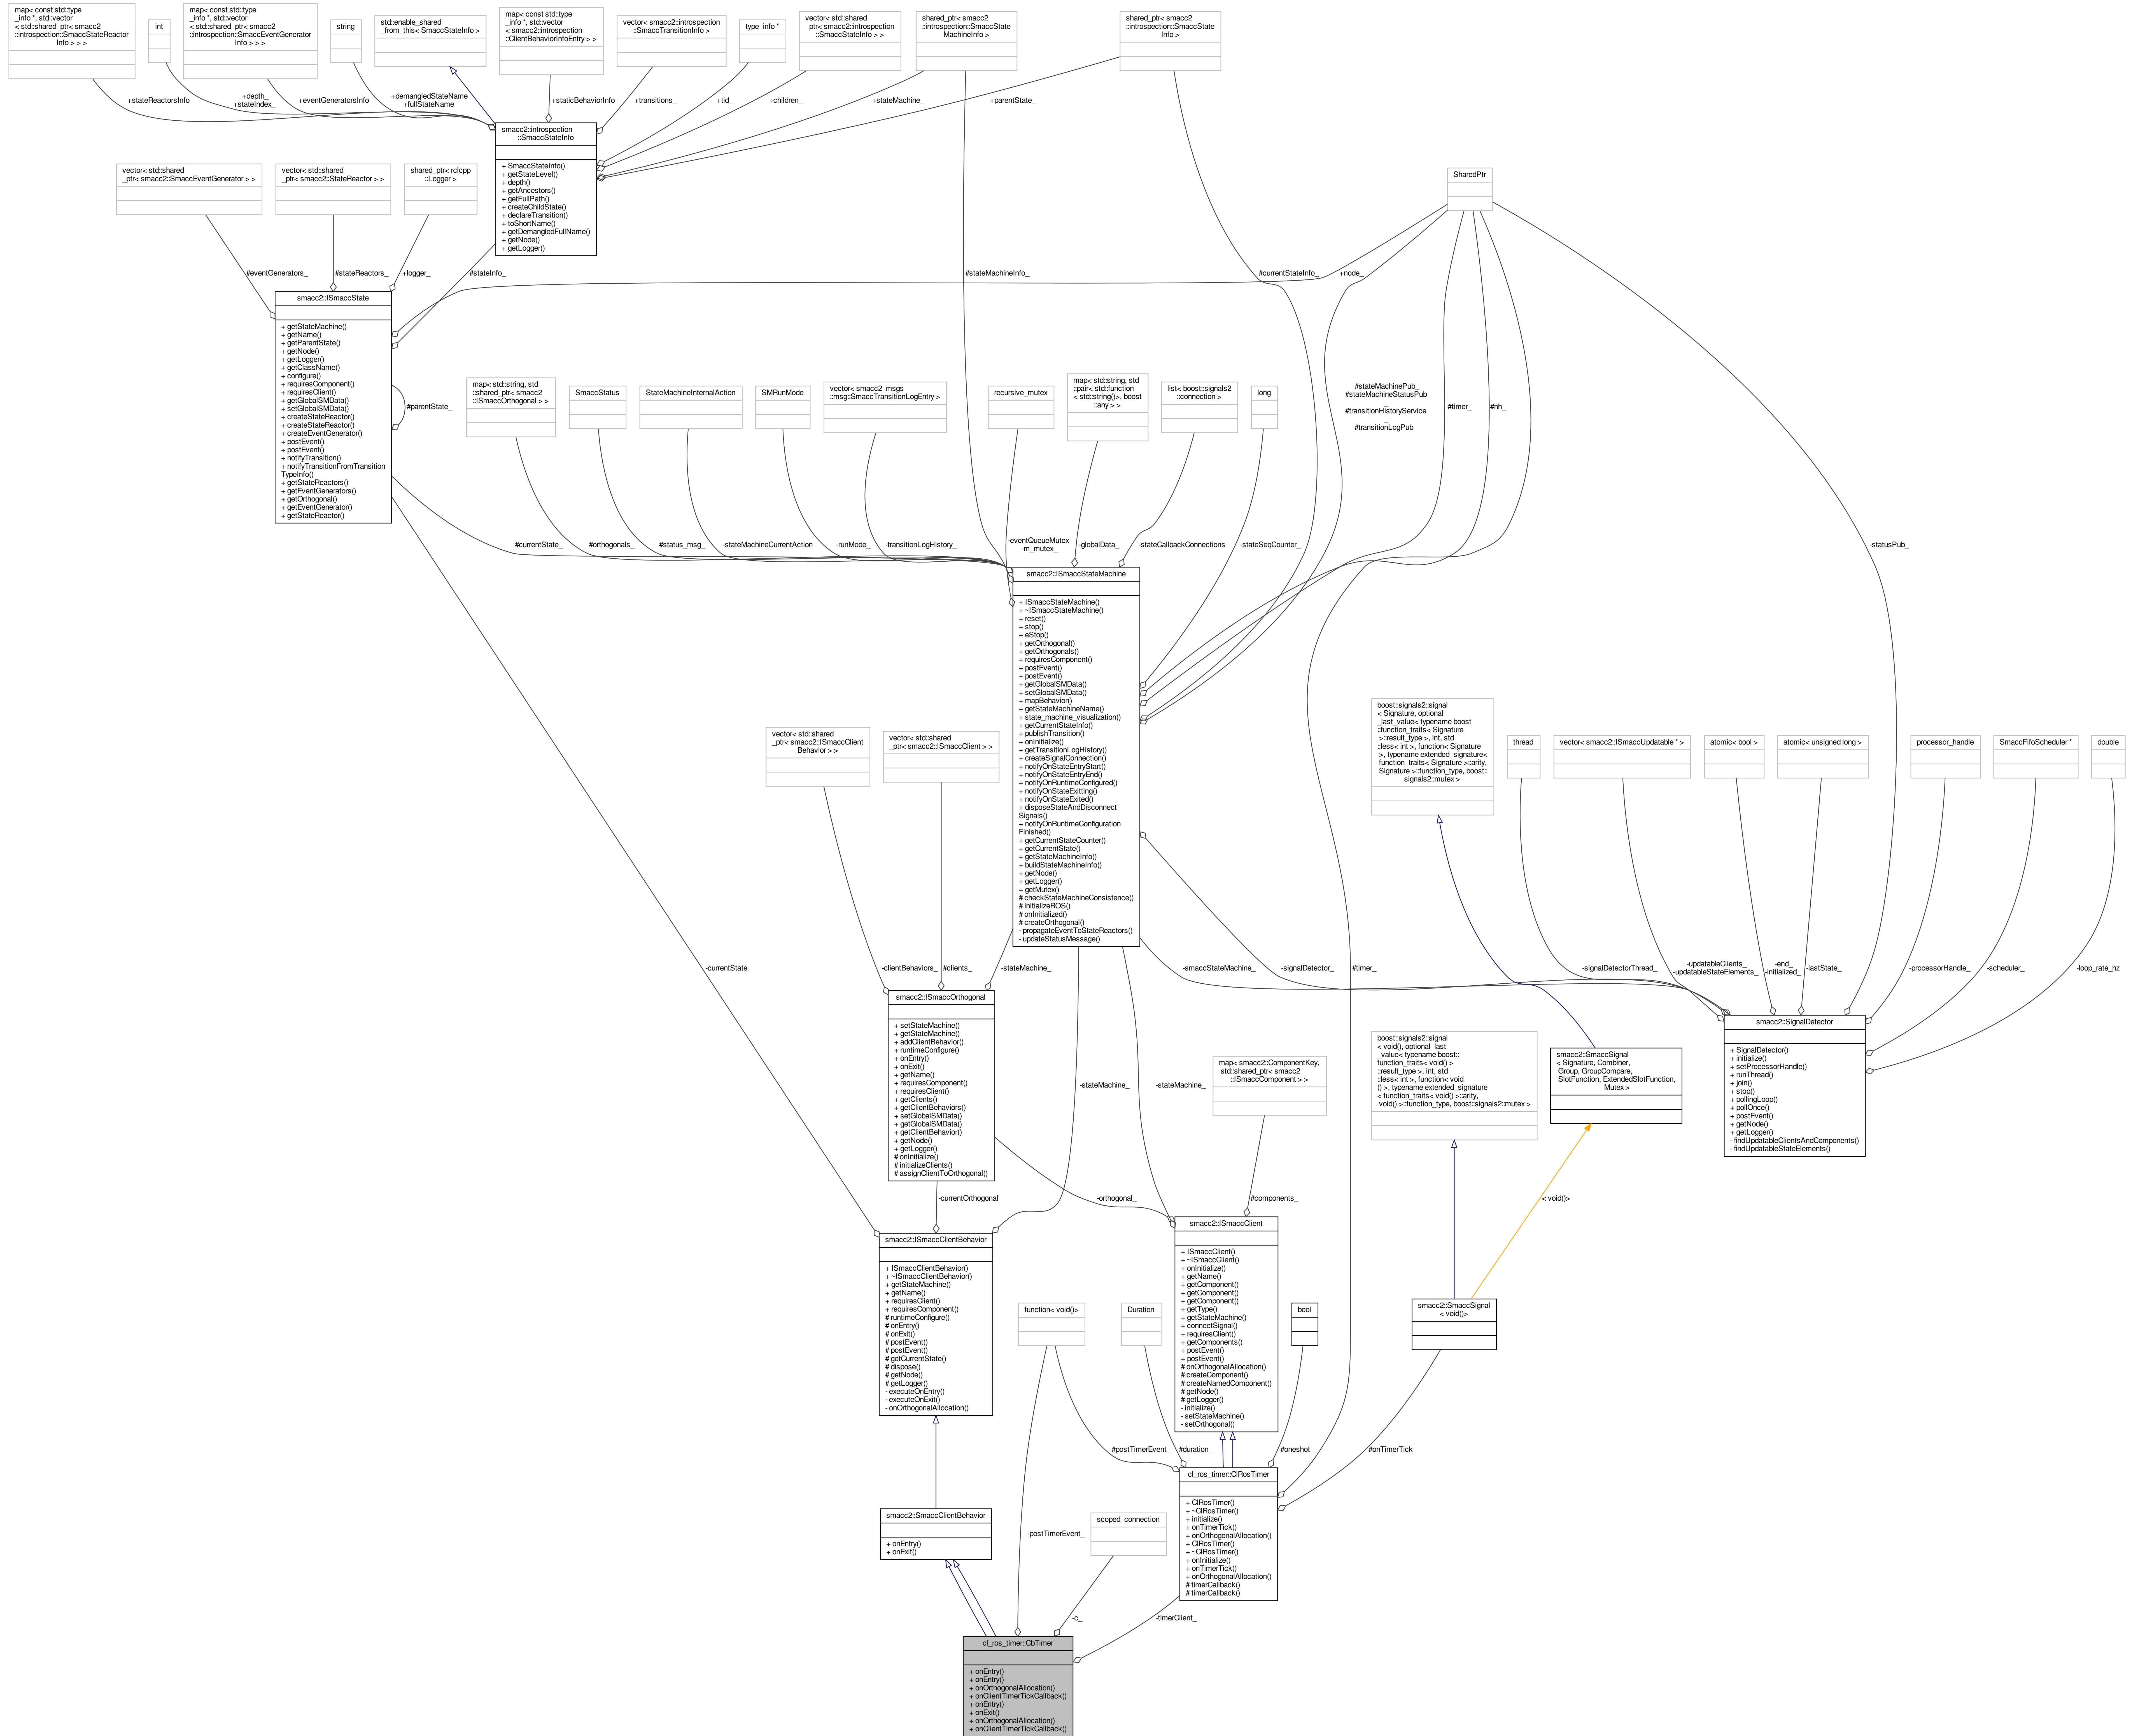 map< const std::type
_info *, std::vector
< std::shared_ptr< smacc2
::introspection::SmaccStateReactor
Info > > >
int
map< const std::type
_info *, std::vector
< std::shared_ptr< smacc2
::introspection::SmaccEventGenerator
Info > > >
string
std::enable_shared
_from_this< SmaccStateInfo >
map< const std::type
_info *, std::vector
< smacc2::introspection
::ClientBehaviorInfoEntry > >
vector< smacc2::introspection
::SmaccTransitionInfo >
type_info *
vector< std::shared
_ptr< smacc2::introspection
::SmaccStateInfo > >
shared_ptr< smacc2
::introspection::SmaccState
MachineInfo >
shared_ptr< smacc2
::introspection::SmaccState
Info >
+stateReactorsInfo
+depth_
+stateIndex_
+eventGeneratorsInfo
+demangledStateName
+fullStateName
+staticBehaviorInfo
+transitions_
+tid_
+children_
+stateMachine_
+parentState_
smacc2::introspection
::SmaccStateInfo
+ SmaccStateInfo()
+ getStateLevel()
+ depth()
+ getAncestors()
+ getFullPath()
+ createChildState()
+ declareTransition()
+ toShortName()
+ getDemangledFullName()
+ getNode()
+ getLogger()
vector< std::shared
_ptr< smacc2::SmaccEventGenerator > >
vector< std::shared
_ptr< smacc2::StateReactor > >
shared_ptr< rclcpp
::Logger >
SharedPtr
#eventGenerators_
#stateReactors_
+logger_
#stateInfo_
#stateMachineInfo_
#currentStateInfo_
+node_
smacc2::ISmaccState
+ getStateMachine()
+ getName()
+ getParentState()
+ getNode()
+ getLogger()
+ getClassName()
+ configure()
+ requiresComponent()
+ requiresClient()
+ getGlobalSMData()
+ setGlobalSMData()
+ createStateReactor()
+ createStateReactor()
+ createEventGenerator()
+ postEvent()
+ postEvent()
+ notifyTransition()
+ notifyTransitionFromTransition
TypeInfo()
+ getStateReactors()
+ getEventGenerators()
+ getOrthogonal()
+ getEventGenerator()
+ getStateReactor()
#parentState_
map< std::string, std
::shared_ptr< smacc2
::ISmaccOrthogonal > >
SmaccStatus
StateMachineInternalAction
SMRunMode
vector< smacc2_msgs
::msg::SmaccTransitionLogEntry >
recursive_mutex
map< std::string, std
::pair< std::function
< std::string()>, boost
::any > >
list< boost::signals2
::connection >
long
#stateMachinePub_
#stateMachineStatusPub
_
#transitionHistoryService
_
#transitionLogPub_
#timer_
#nh_
#currentState_
#orthogonals_
#status_msg_
-stateMachineCurrentAction
-runMode_
-transitionLogHistory_
-eventQueueMutex_
-m_mutex_
-globalData_
-stateCallbackConnections
-stateSeqCounter_
-statusPub_
smacc2::ISmaccStateMachine
+ ISmaccStateMachine()
+ ~ISmaccStateMachine()
+ reset()
+ stop()
+ eStop()
+ getOrthogonal()
+ getOrthogonals()
+ requiresComponent()
+ postEvent()
+ postEvent()
+ getGlobalSMData()
+ setGlobalSMData()
+ mapBehavior()
+ getStateMachineName()
+ state_machine_visualization()
+ getCurrentStateInfo()
+ publishTransition()
+ onInitialize()
+ getTransitionLogHistory()
+ createSignalConnection()
+ notifyOnStateEntryStart()
+ notifyOnStateEntryEnd()
+ notifyOnRuntimeConfigured()
+ notifyOnStateExitting()
+ notifyOnStateExited()
+ disposeStateAndDisconnect
Signals()
+ notifyOnRuntimeConfiguration
Finished()
+ getCurrentStateCounter()
+ getCurrentState()
+ getStateMachineInfo()
+ buildStateMachineInfo()
+ getNode()
+ getLogger()
+ getMutex()
# checkStateMachineConsistence()
# initializeROS()
# onInitialized()
# createOrthogonal()
- propagateEventToStateReactors()
- updateStatusMessage()
vector< std::shared
_ptr< smacc2::ISmaccClient
Behavior > >
vector< std::shared
_ptr< smacc2::ISmaccClient > >
boost::signals2::signal
< Signature, optional
_last_value< typename boost
::function_traits< Signature
>::result_type >, int, std
::less< int >, function< Signature
>, typename extended_signature<
function_traits< Signature >::arity,
Signature >::function_type, boost::
signals2::mutex >
thread
vector< smacc2::ISmaccUpdatable * >
atomic< bool >
atomic< unsigned long >
processor_handle
SmaccFifoScheduler *
double
-currentState
-clientBehaviors_
#clients_
-stateMachine_
-smaccStateMachine_
-signalDetector_
#timer_
-signalDetectorThread_
-updatableClients_
-updatableStateElements_
-end_
-initialized_
-lastState_
-processorHandle_
-scheduler_
-loop_rate_hz
smacc2::ISmaccOrthogonal
+ setStateMachine()
+ getStateMachine()
+ addClientBehavior()
+ runtimeConfigure()
+ onEntry()
+ onExit()
+ getName()
+ requiresComponent()
+ requiresClient()
+ getClients()
+ getClientBehaviors()
+ setGlobalSMData()
+ getGlobalSMData()
+ getClientBehavior()
+ getNode()
+ getLogger()
# onInitialize()
# initializeClients()
# assignClientToOrthogonal()
-stateMachine_
-stateMachine_
map< smacc2::ComponentKey,
std::shared_ptr< smacc2
::ISmaccComponent > >
boost::signals2::signal
< void(), optional_last
_value< typename boost::
function_traits< void()>
::result_type >, int, std
::less< int >, function< void
() >, typename extended_signature
< function_traits< void() >::arity,
void() >::function_type, boost::signals2::mutex >
smacc2::SmaccSignal
< Signature, Combiner,
Group, GroupCompare,
SlotFunction, ExtendedSlotFunction,
Mutex >
smacc2::SignalDetector
+ SignalDetector()
+ initialize()
+ setProcessorHandle()
+ runThread()
+ join()
+ stop()
+ pollingLoop()
+ pollOnce()
+ postEvent()
+ getNode()
+ getLogger()
- findUpdatableClientsAndComponents()
- findUpdatableStateElements()
-currentOrthogonal
-orthogonal_
#components_
< void()>
smacc2::ISmaccClientBehavior
+ ISmaccClientBehavior()
+ ~ISmaccClientBehavior()
+ getStateMachine()
+ getName()
+ requiresClient()
+ requiresComponent()
# runtimeConfigure()
# onEntry()
# onExit()
# postEvent()
# postEvent()
# getCurrentState()
# dispose()
# getNode()
# getLogger()
- executeOnEntry()
- executeOnExit()
- onOrthogonalAllocation()
function< void()>
Duration
smacc2::ISmaccClient
+ ISmaccClient()
+ ~ISmaccClient()
+ onInitialize()
+ getName()
+ getComponent()
+ getComponent()
+ getComponent()
+ getType()
+ getStateMachine()
+ connectSignal()
+ requiresClient()
+ getComponents()
+ postEvent()
+ postEvent()
# onOrthogonalAllocation()
# createComponent()
# createNamedComponent()
# getNode()
# getLogger()
- initialize()
- setStateMachine()
- setOrthogonal()
bool
smacc2::SmaccSignal
< void()>
#postTimerEvent_
#duration_
#oneshot_
#onTimerTick_
smacc2::SmaccClientBehavior
+ onEntry()
+ onExit()
-postTimerEvent_
scoped_connection
cl_ros_timer::ClRosTimer
+ ClRosTimer()
+ ~ClRosTimer()
+ initialize()
+ onTimerTick()
+ onOrthogonalAllocation()
+ ClRosTimer()
+ ~ClRosTimer()
+ onInitialize()
+ onTimerTick()
+ onOrthogonalAllocation()
# timerCallback()
# timerCallback()
-c_
-timerClient_
cl_ros_timer::CbTimer
+ onEntry()
+ onEntry()
+ onOrthogonalAllocation()
+ onClientTimerTickCallback()
+ onEntry()
+ onExit()
+ onOrthogonalAllocation()
+ onClientTimerTickCallback()